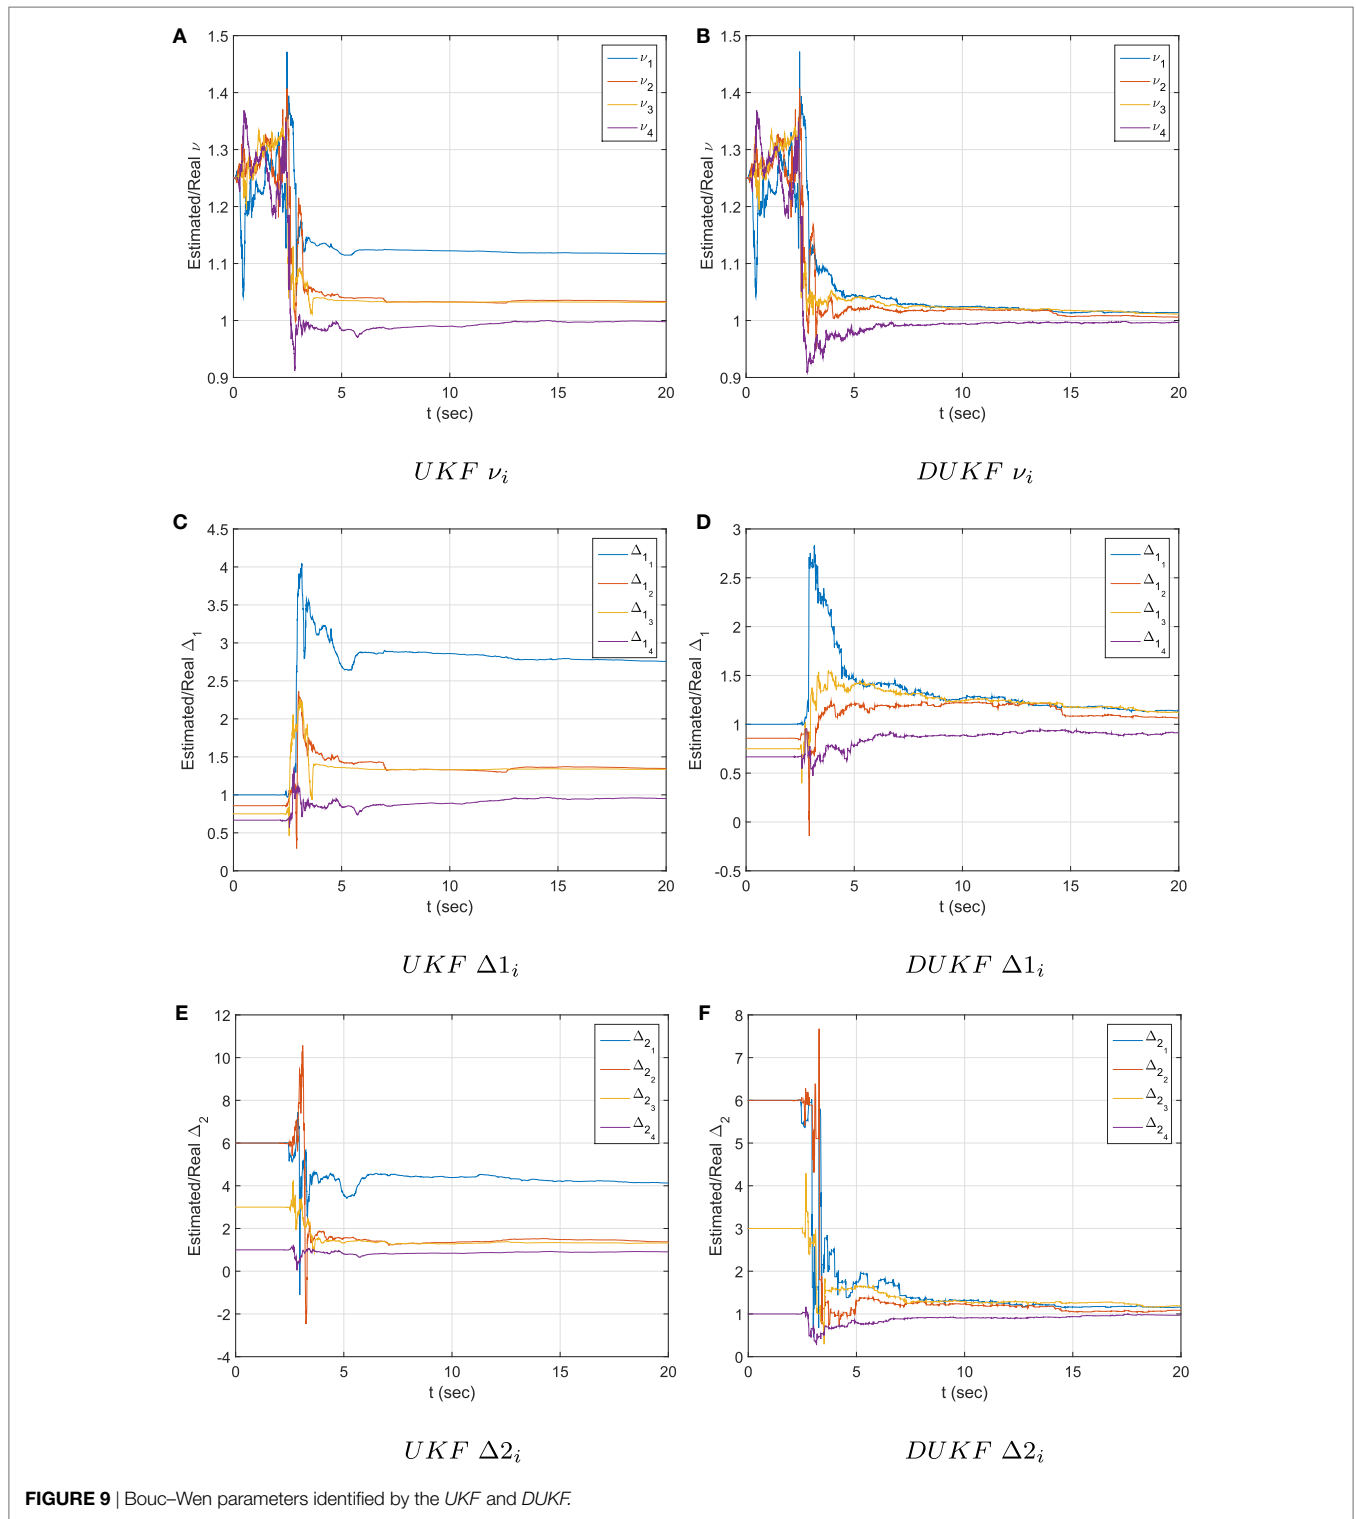 A
1.5
1.4
1.3
1.2
1.1
1
0.9
0 5 10 15 20
Estimated/Real ν
t (sec)
ν1
ν2
ν3
ν4
UKF νi
B
1.5
1.4
1.3
1.2
1.1
1
0.9
0 5 10 15 20
Estimated/Real ν
t (sec)
ν1
ν2
ν3
ν4
DUKF νi
C
4.5
4
3.5
3
2.5
2
1.5
1
0.5
0
0 5 10 15 20
Estimated/Real Δ1
t (sec)
Δ11
Δ12
Δ13
Δ14
UKF Δ1i
D
3
2.5
2
1.5
1
0.5
0
-0.5
0 5 10 15 20
Estimated/Real Δ1
t (sec)
Δ11
Δ12
Δ13
Δ14
DUKF Δ1i
E
12
10
8
6
4
2
0
-2
-4
0 5 10 15 20
Estimated/Real Δ2
t (sec)
Δ21
Δ22
Δ23
Δ24
UKF Δ2i
F
8
7
6
5
4
3
2
1
0
0 5 10 15 20
Estimated/Real Δ2
t (sec)
Δ21
Δ22
Δ23
Δ24
DUKF Δ2i
FIGURE 9 | Bouc–Wen parameters identified by the UKF and DUKF.